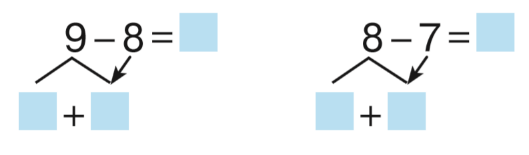 9 – 8 =
+
8 – 7 =
+